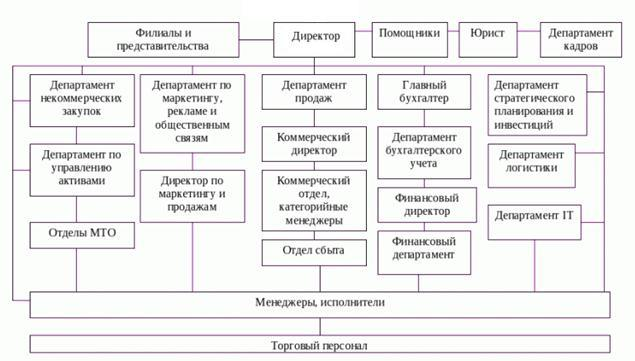 Филиалы и
представительства
Директор
Помощники
Юрист
Департамент
кадров
Департамент
некоммерческих
закупок
Департамент по
маркетингу,
рекламе и
общественным
связям
Департамент
продаж
Главный
бухгалтер
Департамент
стратегического
планирования и
инвестиций
Департамент по
управлению
активами
Коммерческий
директор
Департамент
бухгалтерского
учета
Департамент
логистики
Директор по
маркетингу и
продажам
Коммерческий
отдел,
категорийные
менеджеры
Финансовый
директор
Департамент IT
Отделы МТО
Отдел сбыта
Финансовый
департамент
Менеджеры, исполнители
Торговый персонал